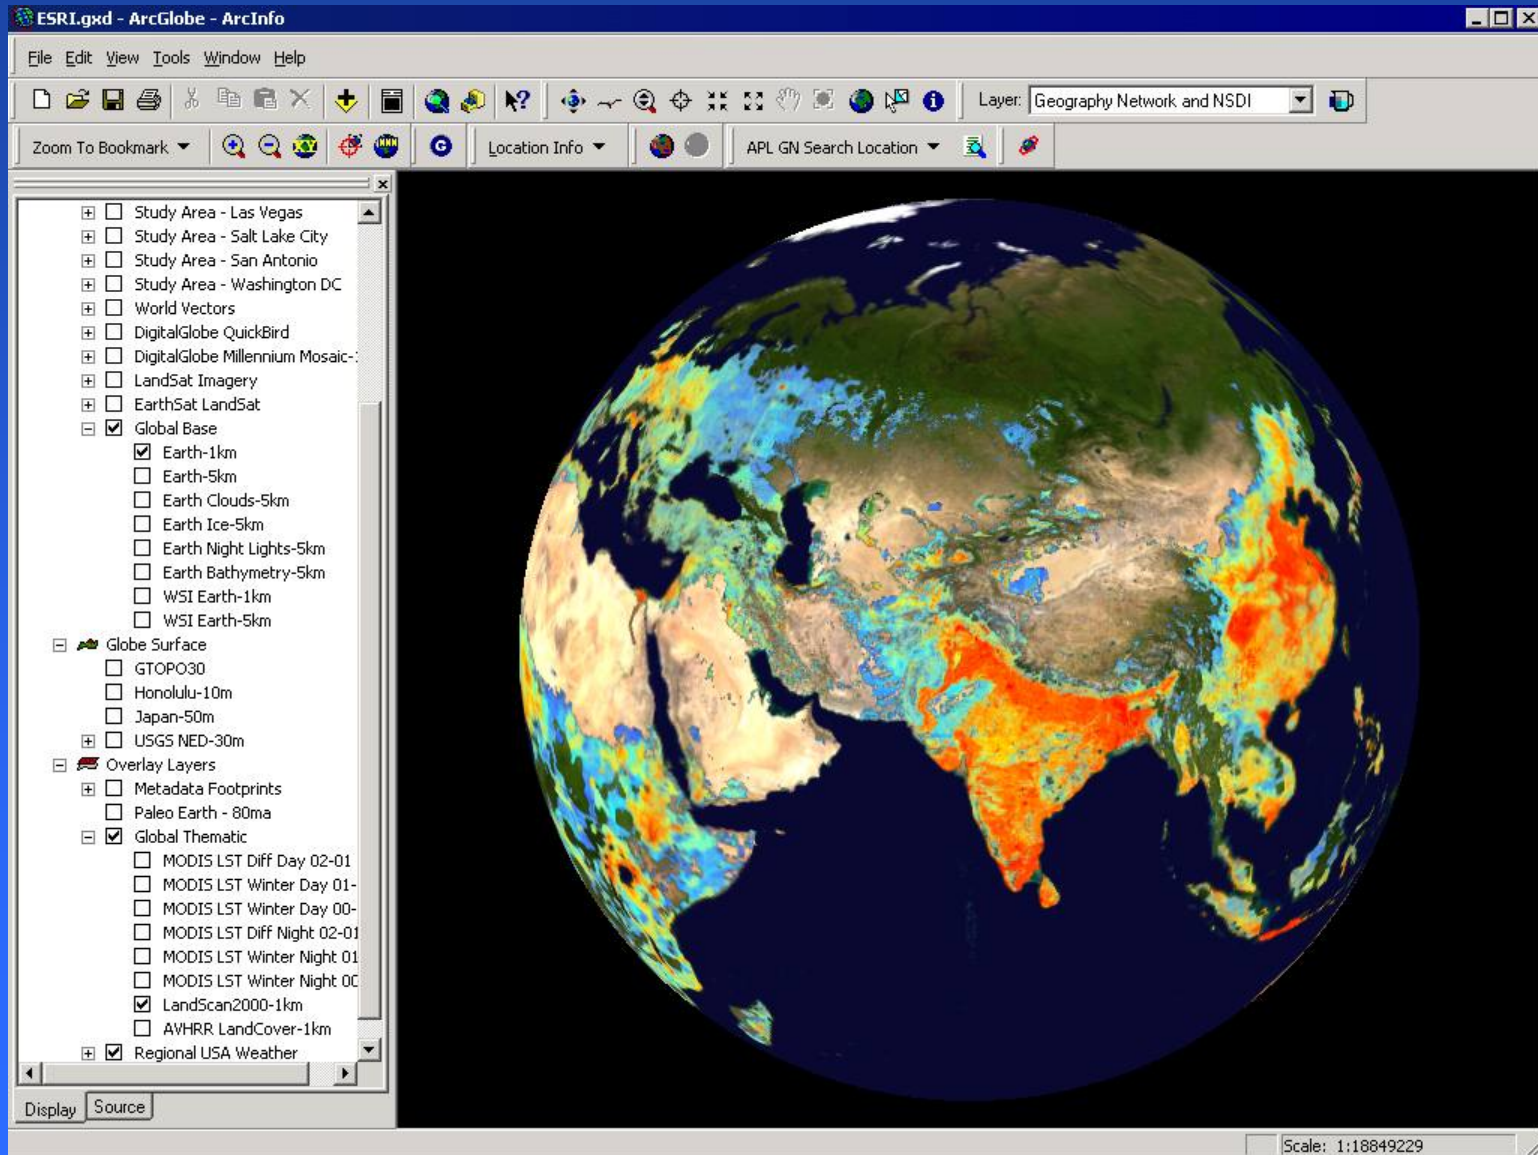 ESRI.gxd - ArcGlobe - ArcInfo
File Edit View Tools Window Help
Layer: Geography Network and NSDI
Zoom To Bookmark
Location Info
APL GN Search Location
Study Area - Las Vegas
Study Area - Salt Lake City
Study Area - San Antonio
Study Area - Washington DC
World Vectors
DigitalGlobe QuickBird
DigitalGlobe Millennium Mosaic-
LandSat Imagery
EarthSat LandSat
Global Base
Earth-1km
Earth-5km
Earth Clouds-5km
Earth Ice-5km
Earth Night Lights-5km
Earth Bathymetry-5km
WSI Earth-1km
WSI Earth-5km
Globe Surface
GTOPO30
Honolulu-10m
Japan-50m
USGS NED-30m
Overlay Layers
Metadata Footprints
Paleo Earth - 80ma
Global Thematic
MODIS LST Diff Day 02-01
MODIS LST Winter Day 01-
MODIS LST Winter Day 00-
MODIS LST Diff Night 02-01
MODIS LST Winter Night 01
MODIS LST Winter Night 00
LandScan2000-1km
AVHRR LandCover-1km
Regional USA Weather
Display Source
Scale: 1:18849229